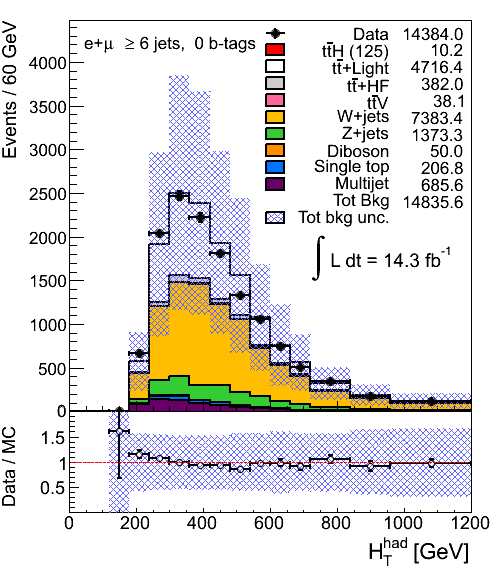 e+μ ≥ 6 jets, 0 b-tags
Data 14384.0
tt̄H (125) 10.2
tt̄+Light 4716.4
tt̄+HF 382.0
tt̄V 38.1
W+jets 7383.4
Z+jets 1373.3
Diboson 50.0
Single top 206.8
Multijet 685.6
Tot Bkg 14835.6
Tot bkg unc.
∫ L dt = 14.3 fb⁻¹
Events / 60 GeV
4000
3500
3000
2500
2000
1500
1000
500
0
Data / MC
1.5
1
0.5
0 200 400 600 800 1000 1200
H_T^had [GeV]